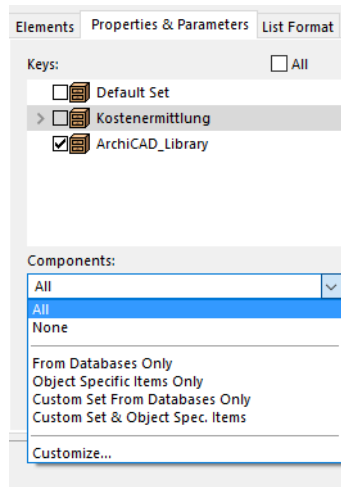 Elements Properties & Parameters List Format
Keys: All
Default Set
Kostenermittlung
ArchiCAD_Library
Components:
All
All
None
From Databases Only
Object Specific Items Only
Custom Set From Databases Only
Custom Set & Object Spec. Items
Customize...